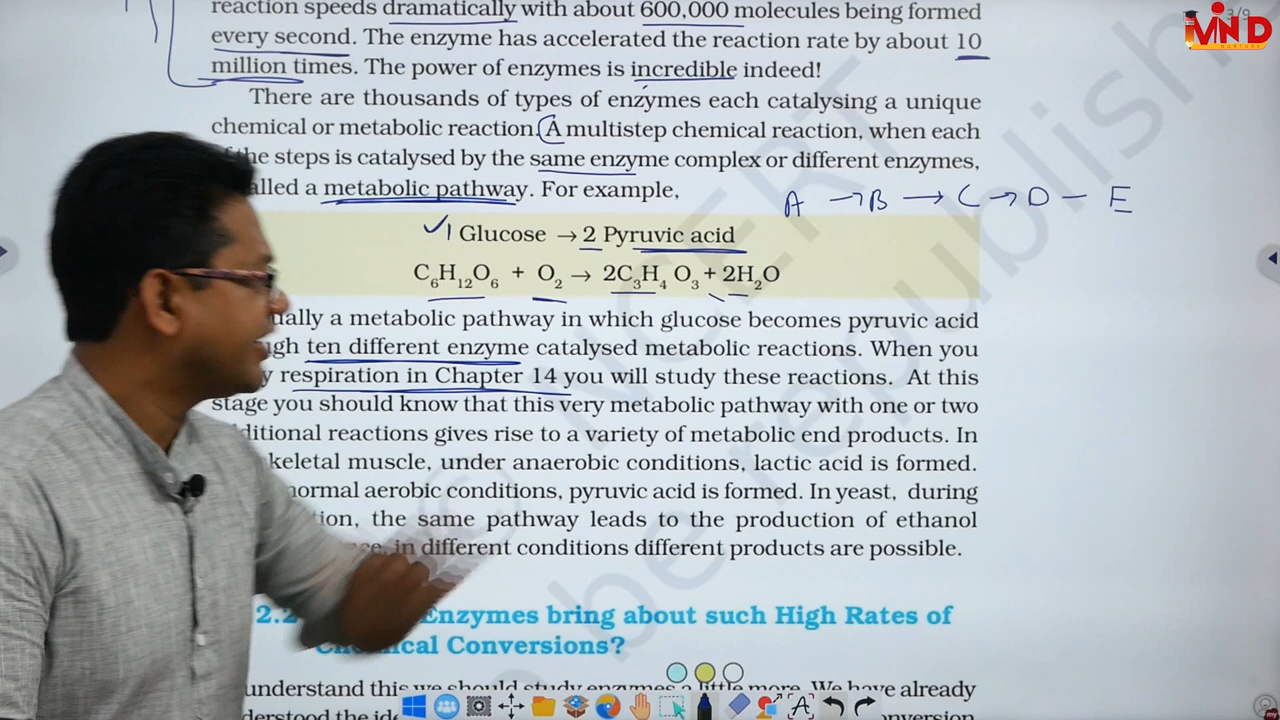 reaction speeds dramatically with about 600,000 molecules being formed
every second. The enzyme has accelerated the reaction rate by about 10
million times. The power of enzymes is incredible indeed!
There are thousands of types of enzymes each catalysing a unique
chemical or metabolic reaction. A multistep chemical reaction, when each
the steps is catalysed by the same enzyme complex or different enzymes,
alled a metabolic pathway. For example,
A → B → C → D – E
1 Glucose → 2 Pyruvic acid
C6H12O6 + O2 → 2C3H4 O3 + 2H2O
ually a metabolic pathway in which glucose becomes pyruvic acid
gh ten different enzyme catalysed metabolic reactions. When you
y respiration in Chapter 14 you will study these reactions. At this
stage you should know that this very metabolic pathway with one or two
ditional reactions gives rise to a variety of metabolic end products. In
keletal muscle, under anaerobic conditions, lactic acid is formed.
normal aerobic conditions, pyruvic acid is formed. In yeast, during
tion, the same pathway leads to the production of ethanol
in different conditions different products are possible.
Enzymes bring about such High Rates of
cal Conversions?
understand this we should study enzymes a little more. We have already
MIND
NURTURE